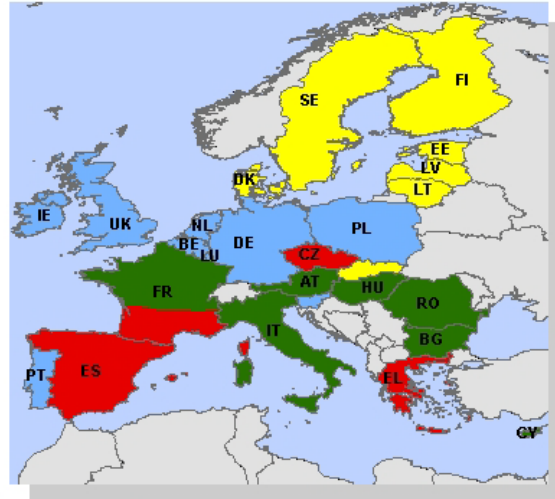 SE
FI
EE
LV
LT
DK
IE
UK
NL
BE
LU
DE
PL
CZ
AT
HU
FR
RO
IT
BG
PT
ES
EL
CY